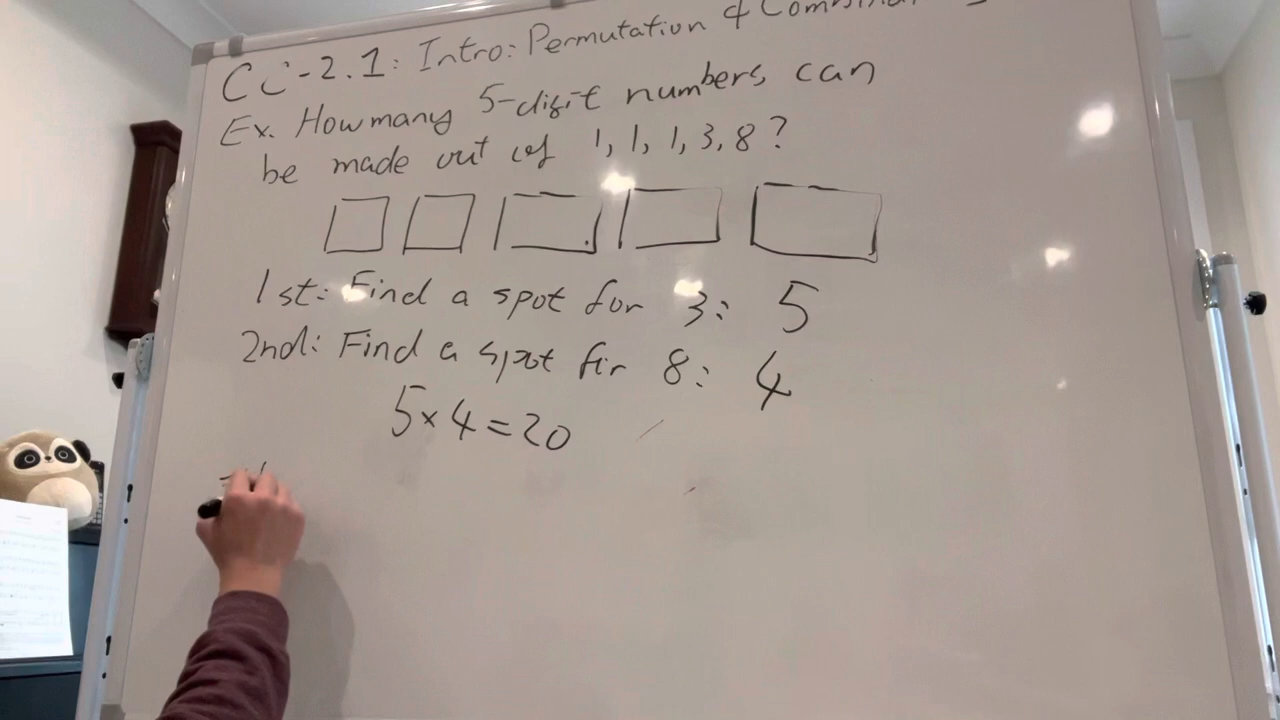 CC-2.1: Intro: Permutation &
Ex. How many 5-digit numbers can
be made out of 1, 1, 1, 3, 8?
1st: Find a spot for 3: 5
2nd: Find a spot for 8: 4
5×4=20